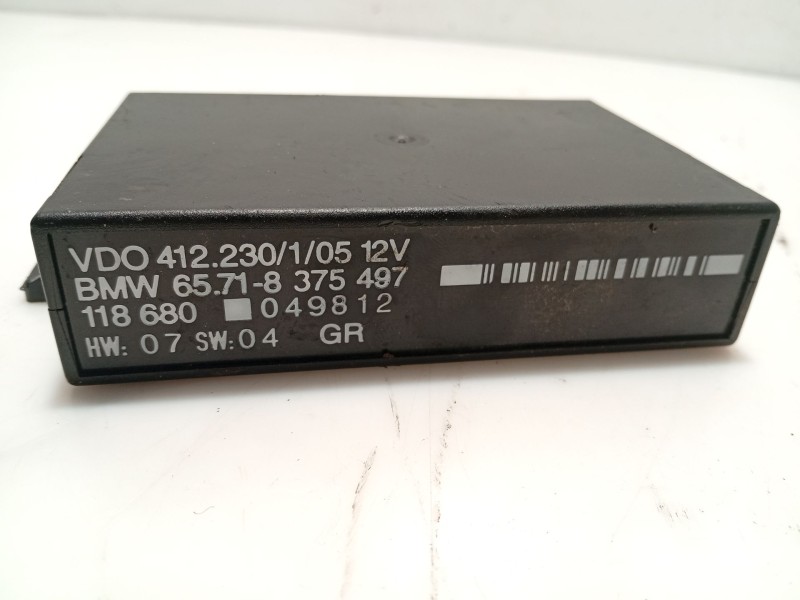 VDO 412.230/1/05 12V
BMW 65.71-8 375 497
118 680 049812
HW: 07 SW:04 GR